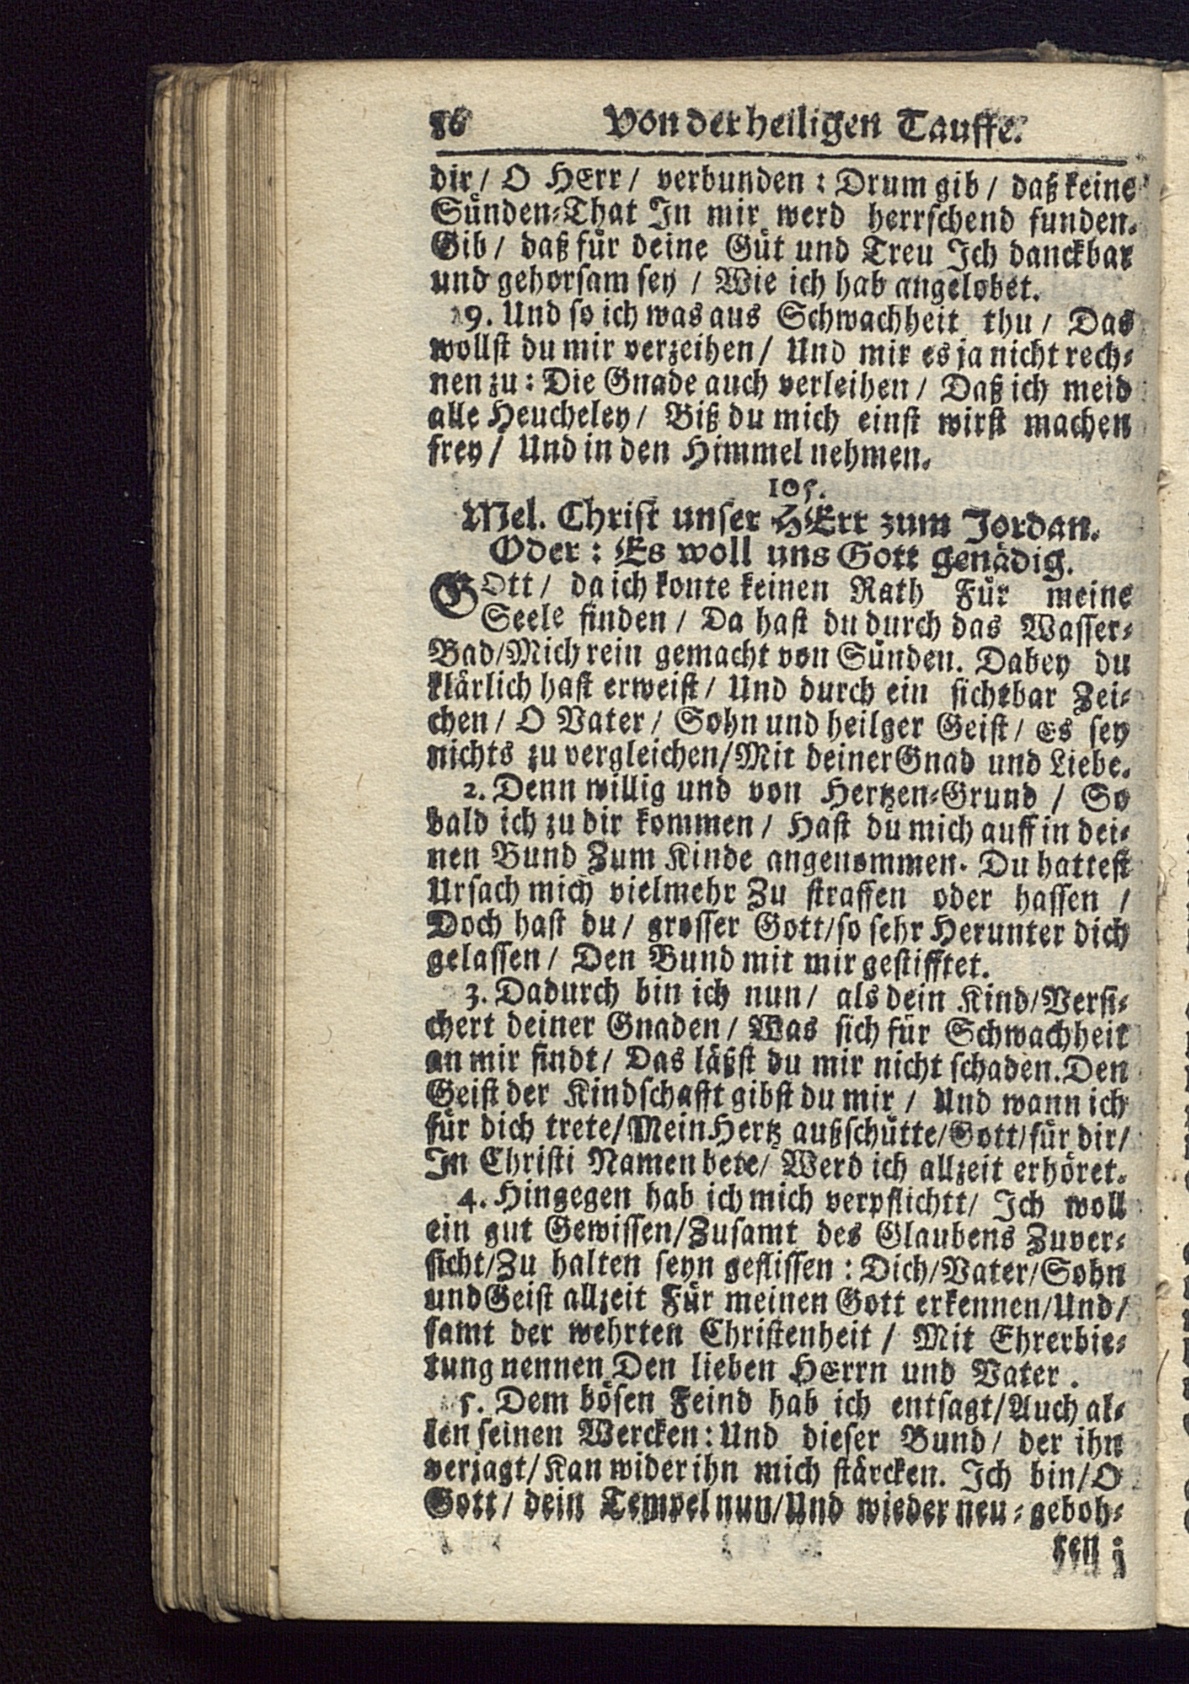 86 Von der heiligen Tauffe.
dir/ O HErr/ verbunden: Drum gib/ daß keine
Sünden-That In mir werd herrschend funden.
Gib/ daß für deine Güt und Treu Ich danckbar
und gehorsam sey / Wie ich hab angelobet.
19. Und so ich was aus Schwachheit thu/ Das
wollst du mir verzeihen/ Und mir es ja nicht rech-
nen zu: Die Gnade auch verleihen/ Daß ich meid
alle Heucheley/ Biß du mich einst wirst machen
frey/ Und in den Himmel nehmen.
105.
Mel. Christ unser HErr zum Jordan.
Oder: Es woll uns Gott genädig.
GOtt/ da ich konte keinen Rath Für meine
Seele finden/ Da hast du durch das Wasser-
Bad/Mich rein gemacht von Sünden. Dabey du
klärlich hast erweist/ Und durch ein sichtbar Zei-
chen/ O Vater/ Sohn und heilger Geist/ Es sey
nichts zu vergleichen/Mit deiner Gnad und Liebe.
2. Denn willig und von Hertzen-Grund / So
bald ich zu dir kommen/ Hast du mich auff in dei-
nen Bund Zum Kinde angenommen. Du hattest
Ursach mich vielmehr Zu straffen oder hassen /
Doch hast du/ grosser Gott/so sehr Herunter dich
gelassen/ Den Bund mit mir gestifftet.
3. Dadurch bin ich nun/ als dein Kind/Versi-
chert deiner Gnaden/ Was sich für Schwachheit
an mir findt/ Das läßst du mir nicht schaden. Den
Geist der Kindschafft gibst du mir/ Und wann ich
für dich trete/Mein Hertz außschütte/Gott/für dir/
In Christi Namen bete/ Werd ich allzeit erhöret.
4. Hingegen hab ich mich verpflichtt/ Ich woll
ein gut Gewissen/Zusamt des Glaubens Zuver-
sicht/Zu halten seyn geflissen: Dich/Vater/Sohn
und Geist allzeit Für meinen Gott erkennen/Und/
samt der wehrten Christenheit / Mit Ehrerbie-
tung nennen Den lieben HErrn und Vater.
5. Dem bösen Feind hab ich entsagt/Auch al-
len seinen Wercken: Und dieser Bund/ der ihn
verjagt/Kan wider ihn mich stärcken. Ich bin/O
Gott/ dein Tempel nun/Und wieder neu-geboh-
ren;